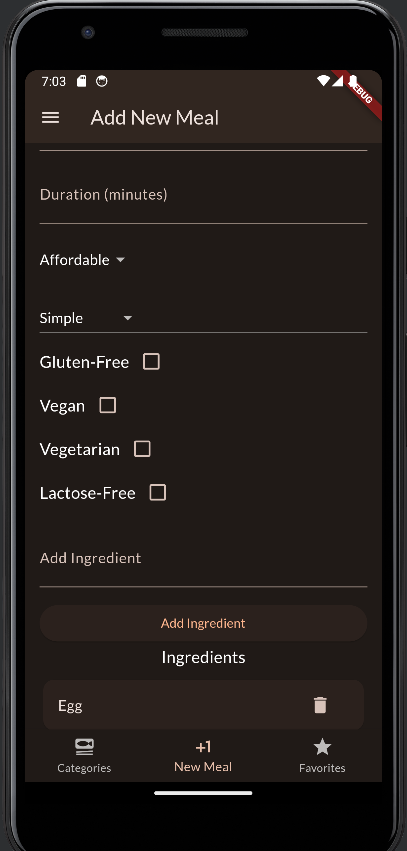 7:03
DEBUG
Add New Meal
Duration (minutes)
Affordable
Simple
Gluten-Free
Vegan
Vegetarian
Lactose-Free
Add Ingredient
Add Ingredient
Ingredients
Egg
+1
Categories
New Meal
Favorites